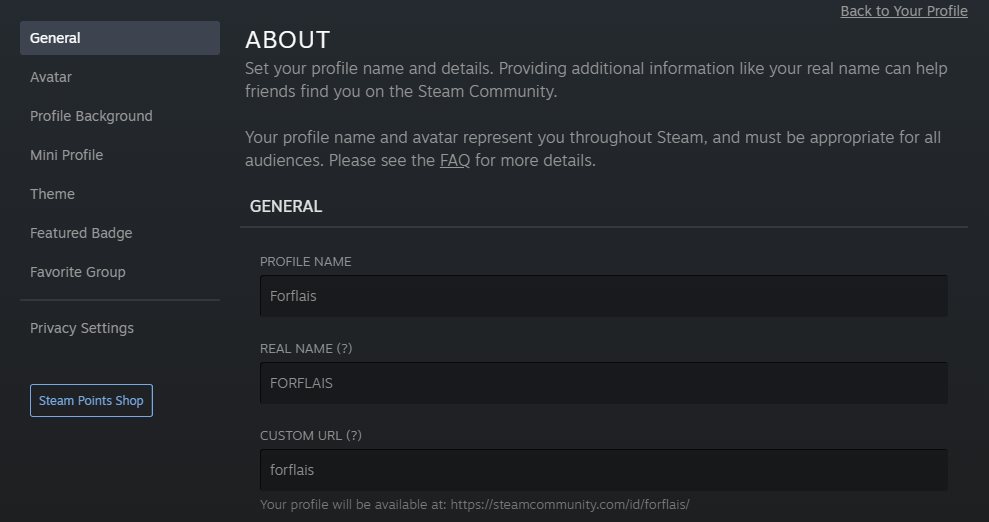 Back to Your Profile
General
Avatar
Profile Background
Mini Profile
Theme
Featured Badge
Favorite Group
Privacy Settings
Steam Points Shop
ABOUT
Set your profile name and details. Providing additional information like your real name can help
friends find you on the Steam Community.
Your profile name and avatar represent you throughout Steam, and must be appropriate for all
audiences. Please see the FAQ for more details.
GENERAL
PROFILE NAME
Forflais
REAL NAME (?)
FORFLAIS
CUSTOM URL (?)
forflais
Your profile will be available at: https://steamcommunity.com/id/forflais/